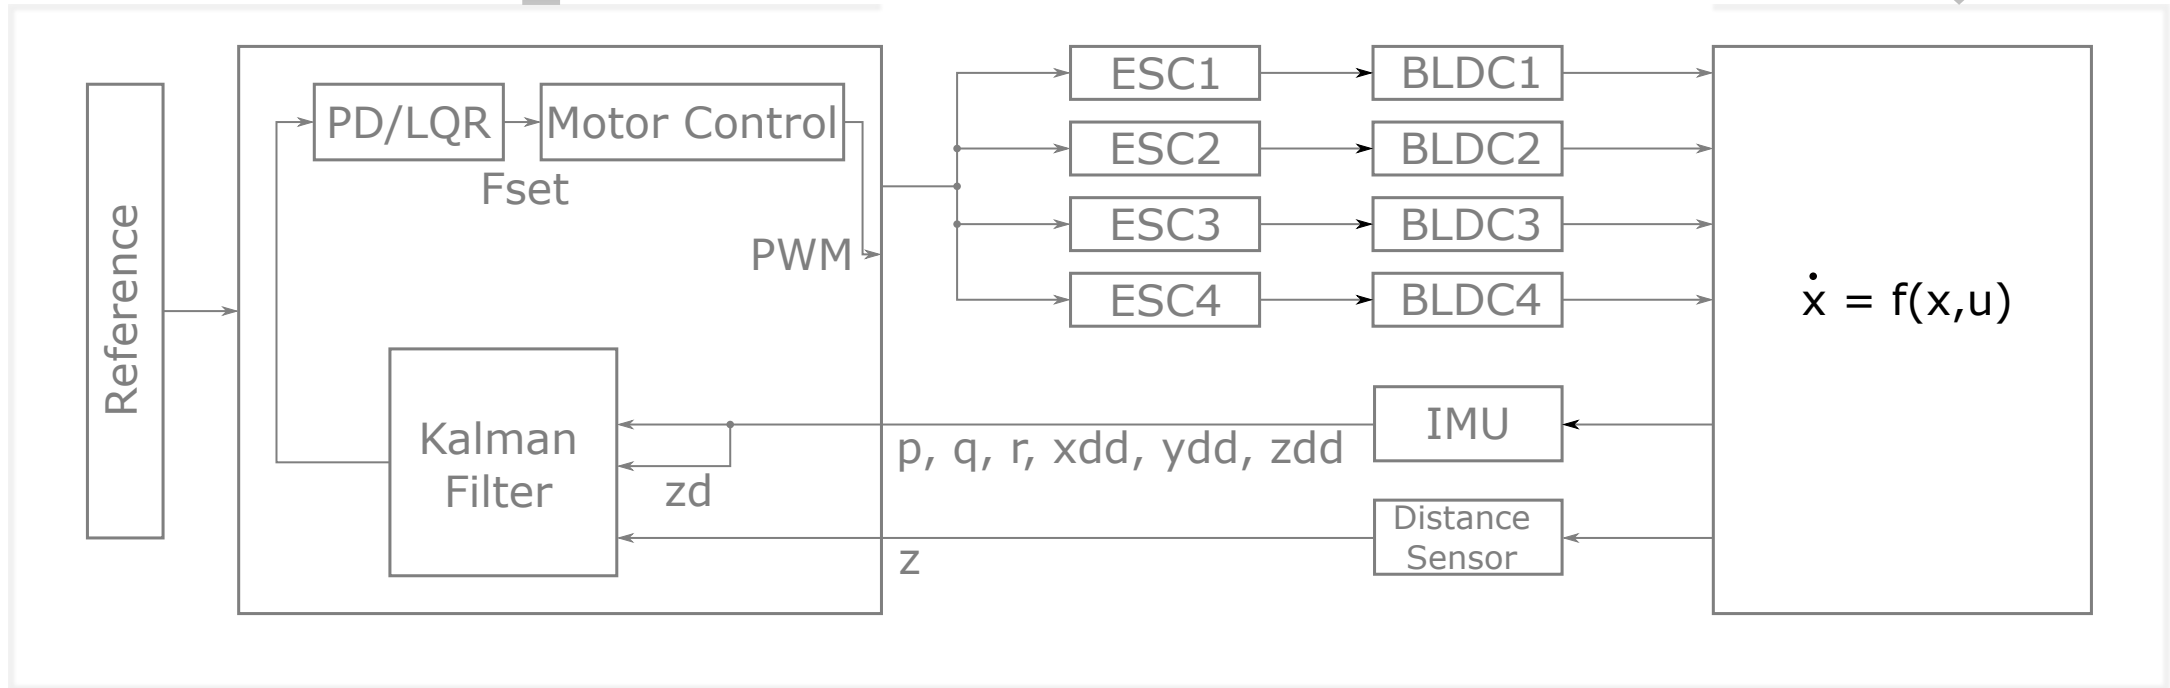 Reference
PD/LQR
Motor Control
Fset
PWM
Kalman
Filter
zd
ESC1
BLDC1
ESC2
BLDC2
ESC3
BLDC3
ESC4
BLDC4
IMU
p, q, r, xdd, ydd, zdd
Distance
Sensor
z
ẋ = f(x,u)